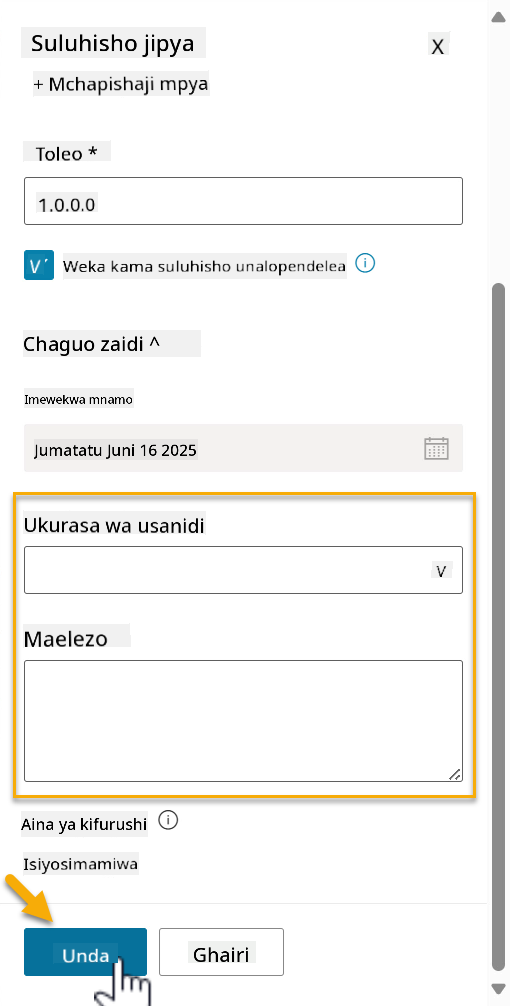 Suluhisho jipya
X
+ Mchapishaji mpya
Toleo *
1.0.0.0
V Weka kama suluhisho unalopendelea
Chaguo zaidi ^
Imewekwa mnamo
Jumatatu Juni 16 2025
Ukurasa wa usanidi
V
Maelezo
Aina ya kifurushi
Isiyosimamiwa
Unda
Ghairi